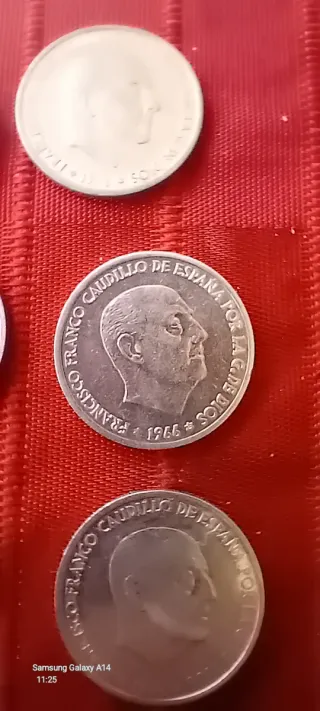 FRANCISCO FRANCO CAUDILLO DE ESPAÑA POR LA G. DE DIOS
* 1966 *
FRANCO CAUDILLO DE ESPAÑA POR
Samsung Galaxy A14
11:25